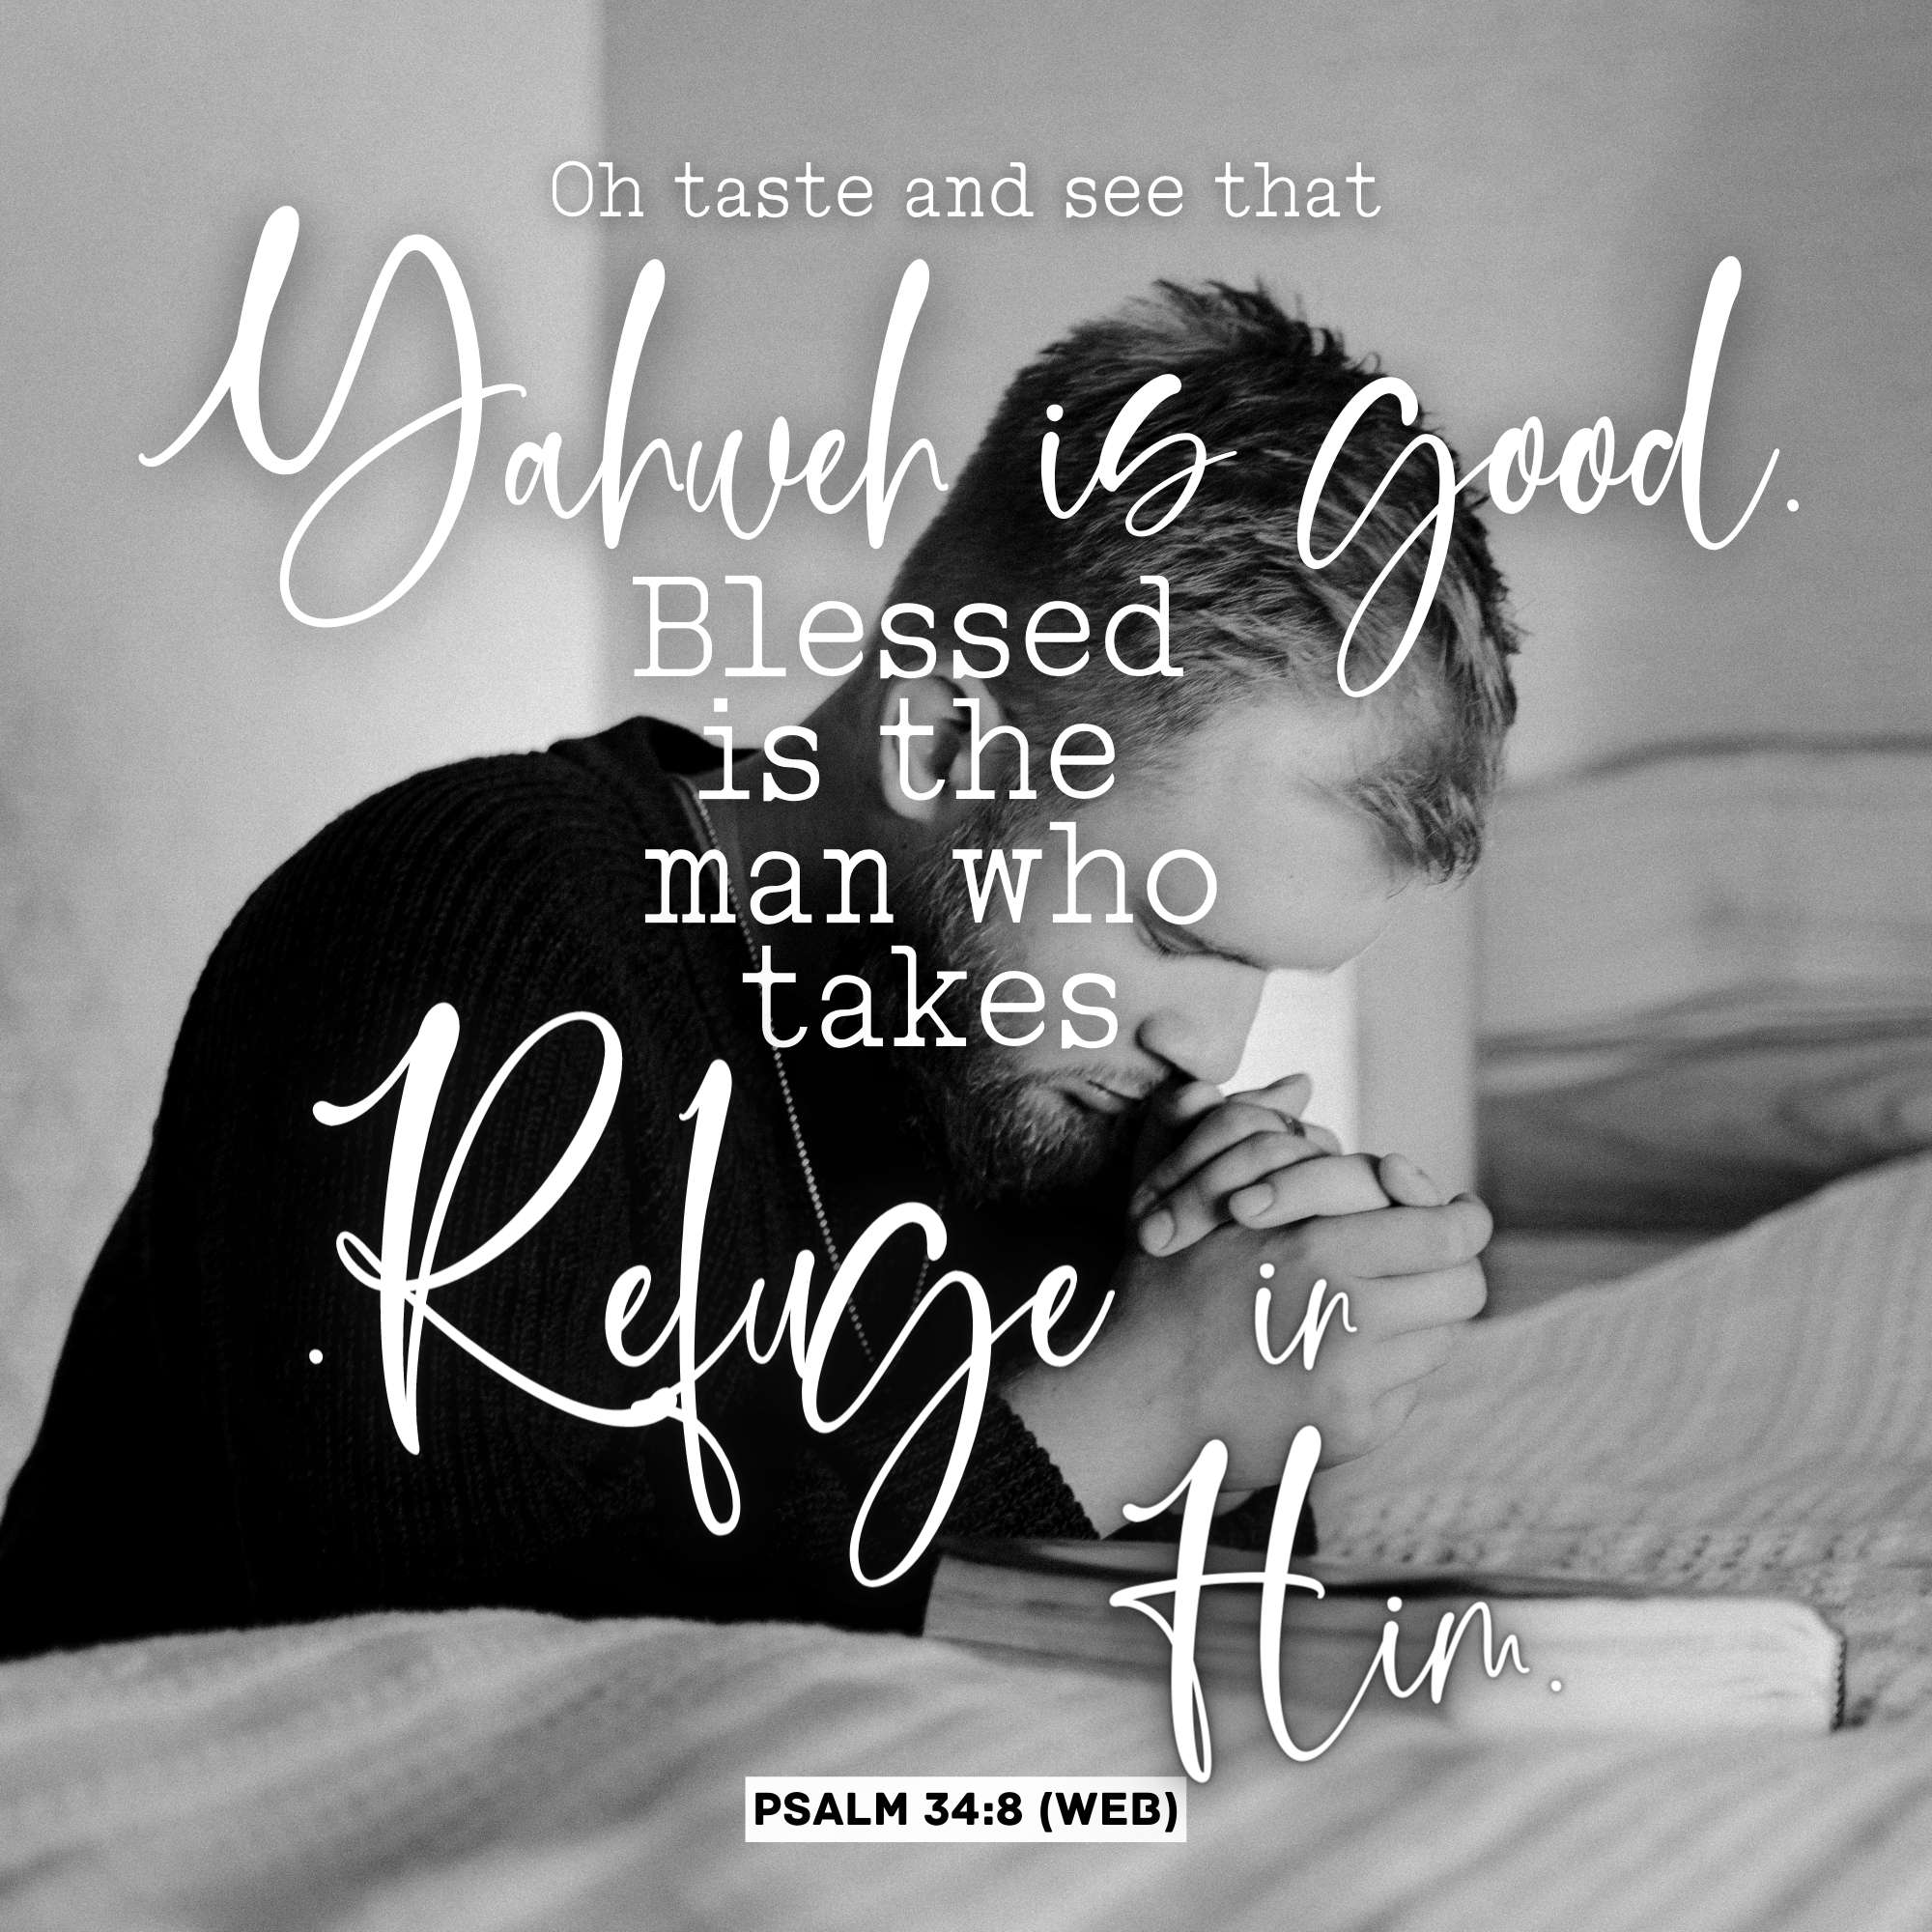 Oh taste and see that
Yahweh is good.
Blessed
is the
man who
takes
.Refuge in
Him.
PSALM 34:8 (WEB)